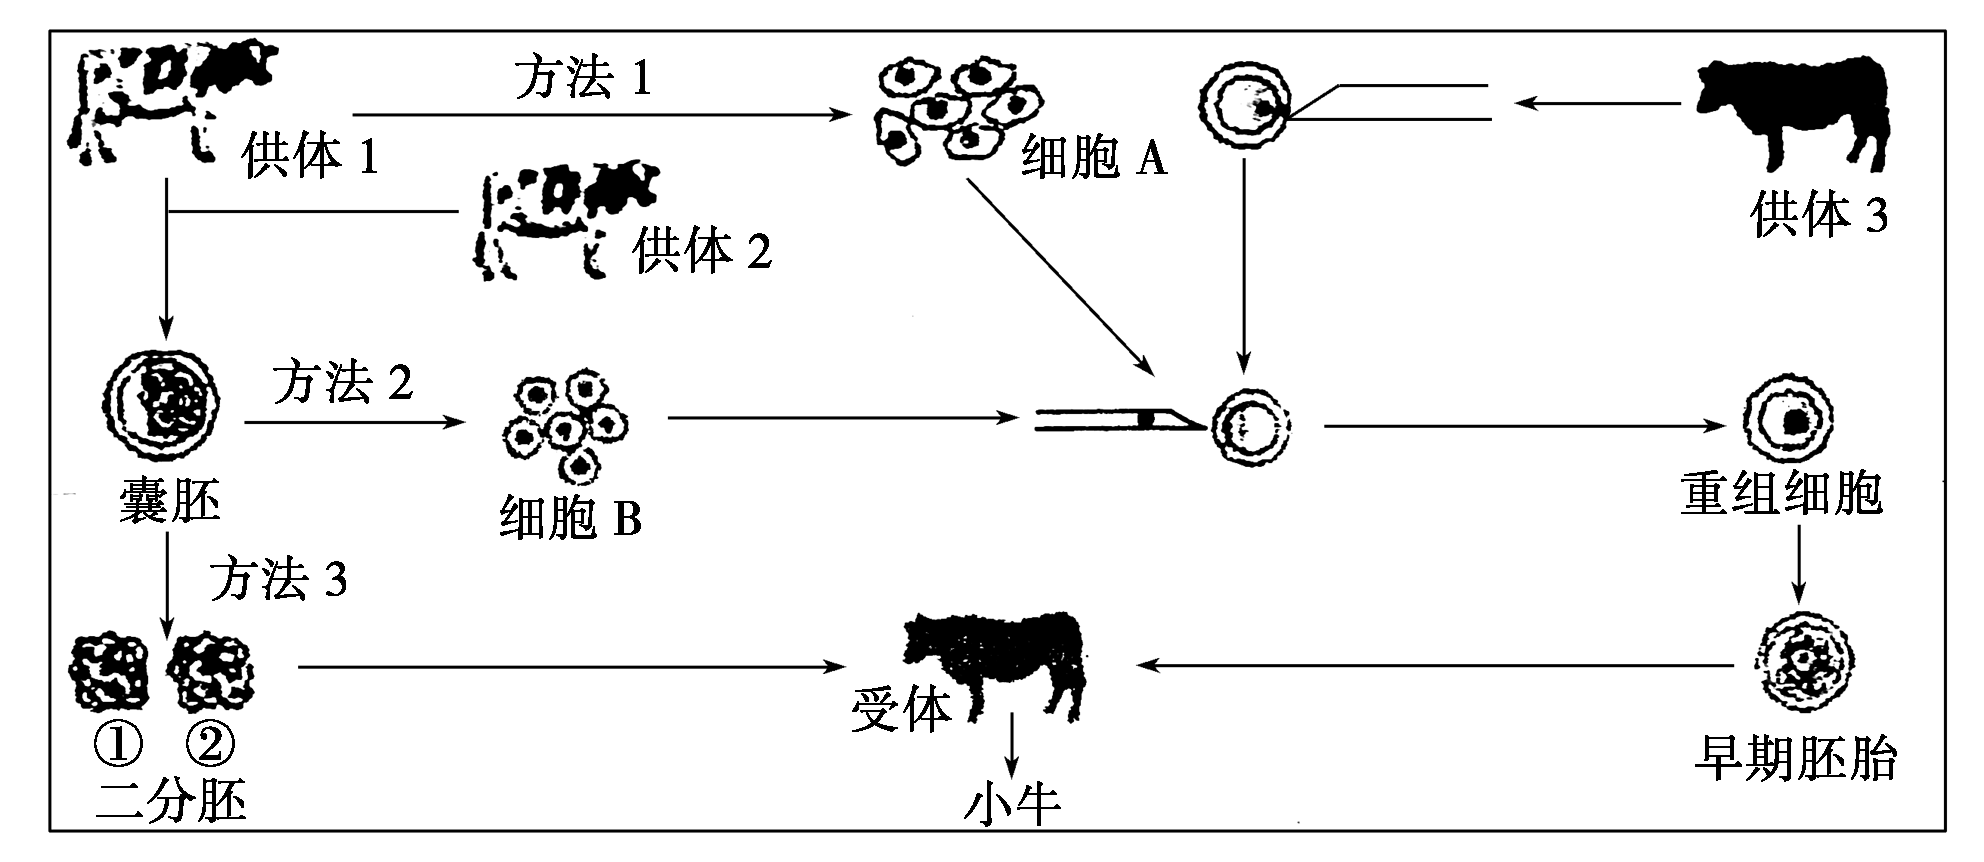 方法 1
供体 1
细胞 A
供体 3
供体 2
方法 2
囊胚
细胞 B
重组细胞
方法 3
受体
① ②
二分胚
早期胚胎
小牛